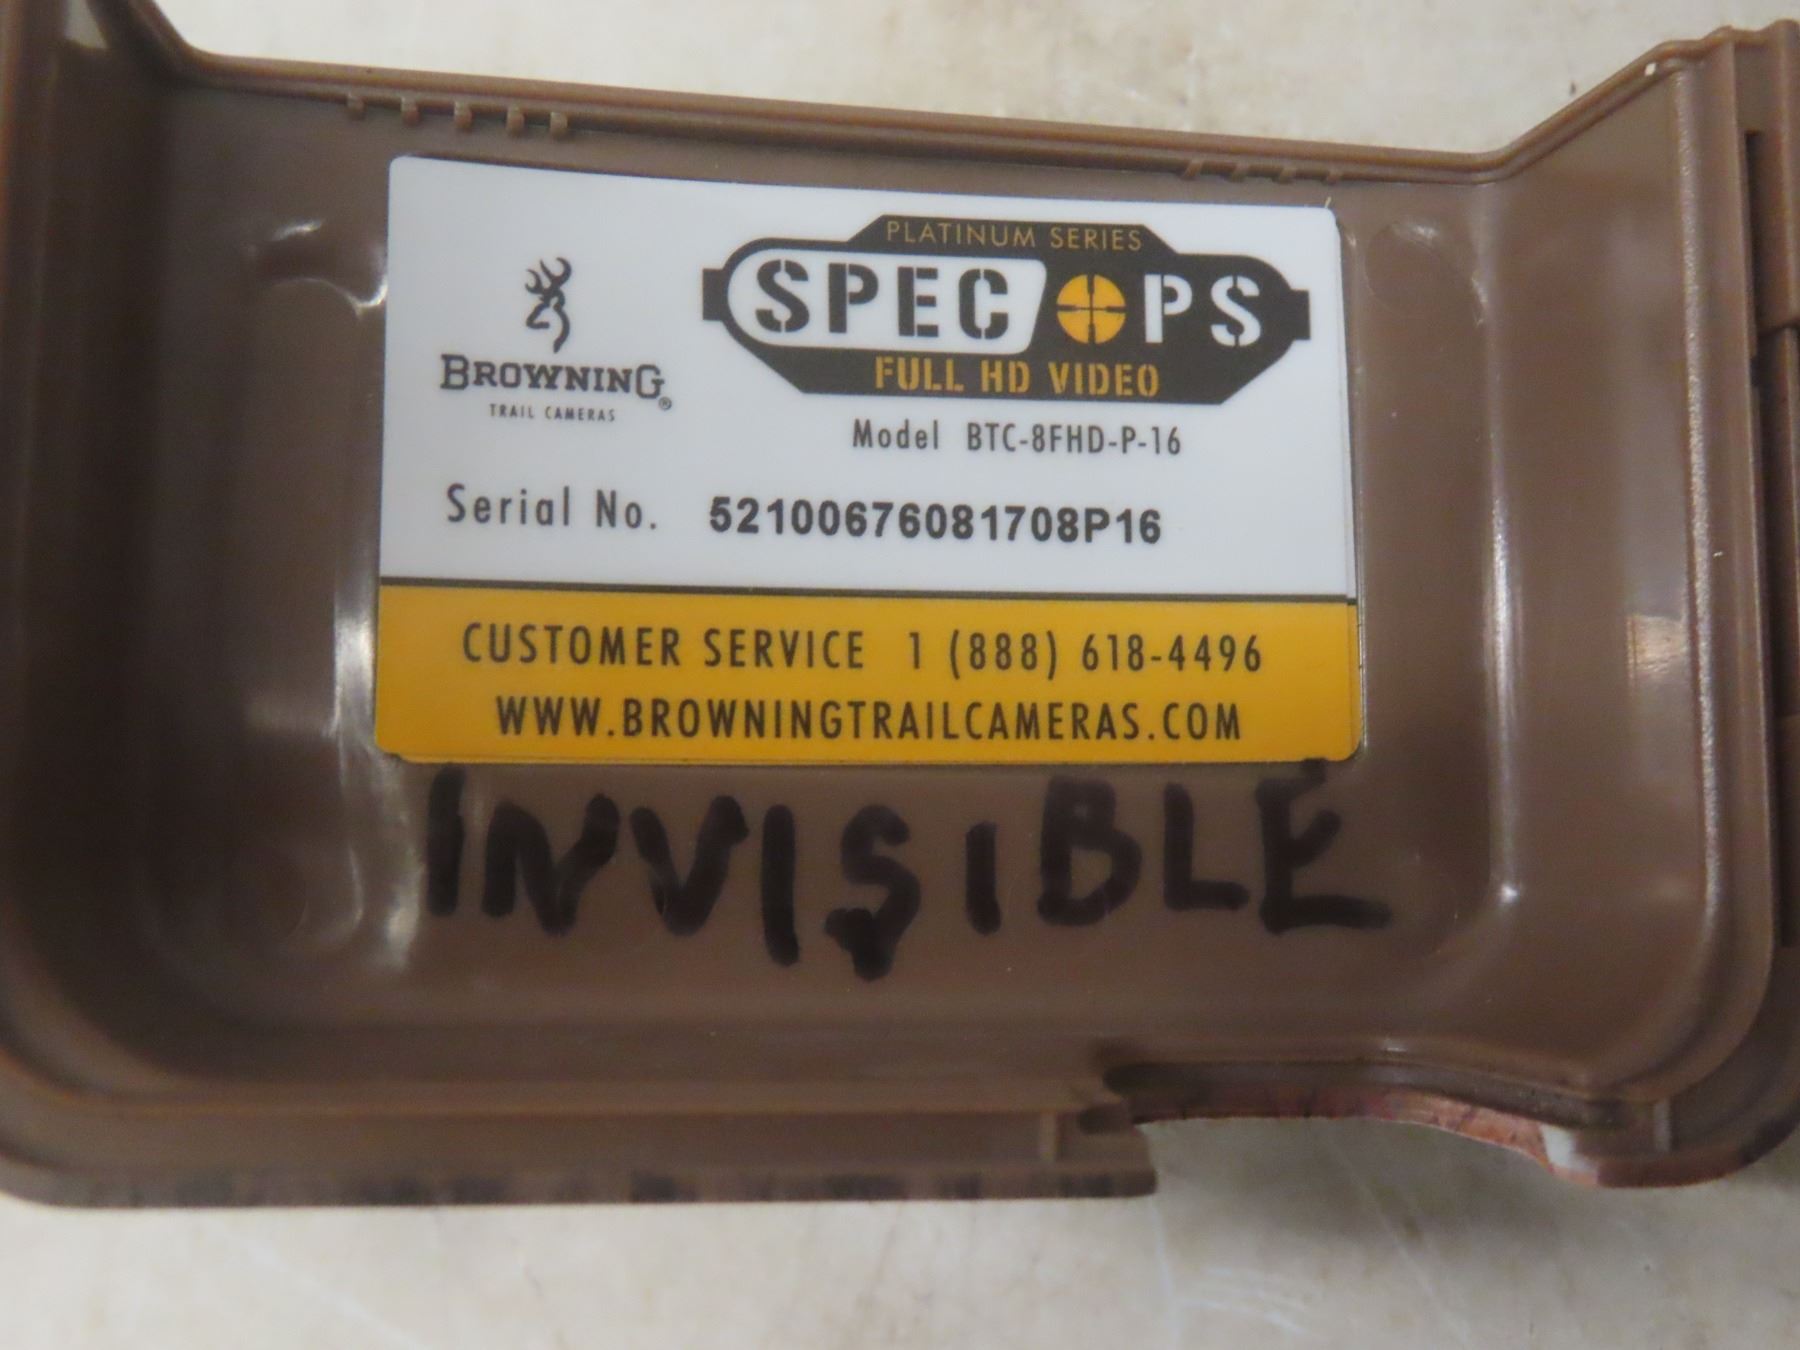 PLATINUM SERIES
SPEC OPS
FULL HD VIDEO
BROWNING®
TRAIL CAMERAS
Model BTC-8FHD-P-16
Serial No. 52100676081708P16
CUSTOMER SERVICE 1 (888) 618-4496
WWW.BROWNINGTRAILCAMERAS.COM
INVISIBLE